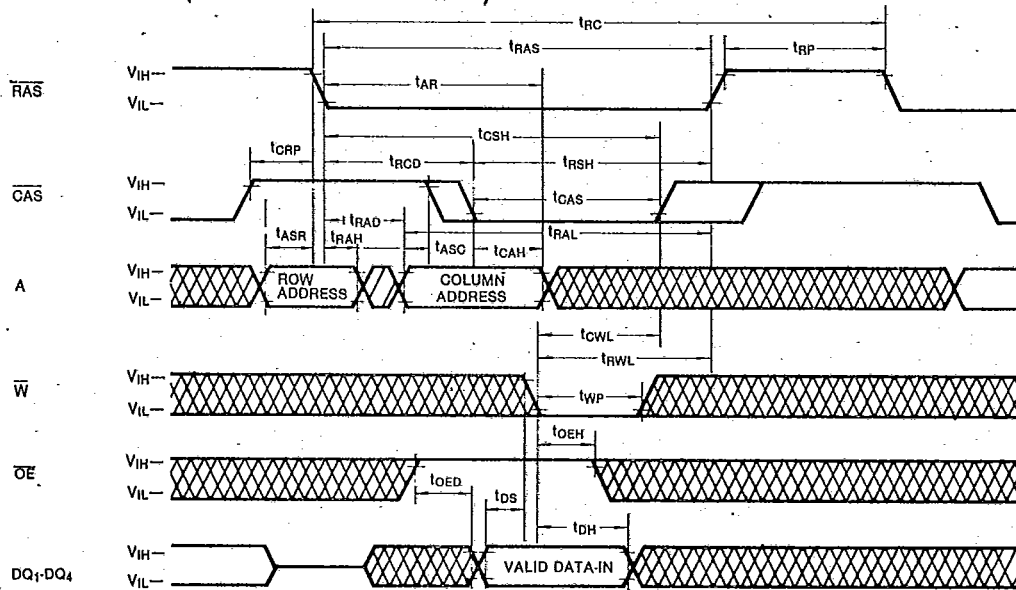 tRC
tRAS
tRP
RAS
VIH—
VIL—
tAR
tCSH
tCRP
tRCD
tRSH
CAS
VIH—
VIL—
tCAS
tRAD
tRAL
tASR
tRAH
tASC
tCAH
A
VIH—
VIL—
ROW ADDRESS
COLUMN ADDRESS
tCWL
tRWL
W
VIH—
VIL—
tWP
tOEH
OE
VIH—
VIL—
tOED
tDS
tDH
DQ1-DQ4
VIH—
VIL—
VALID DATA-IN